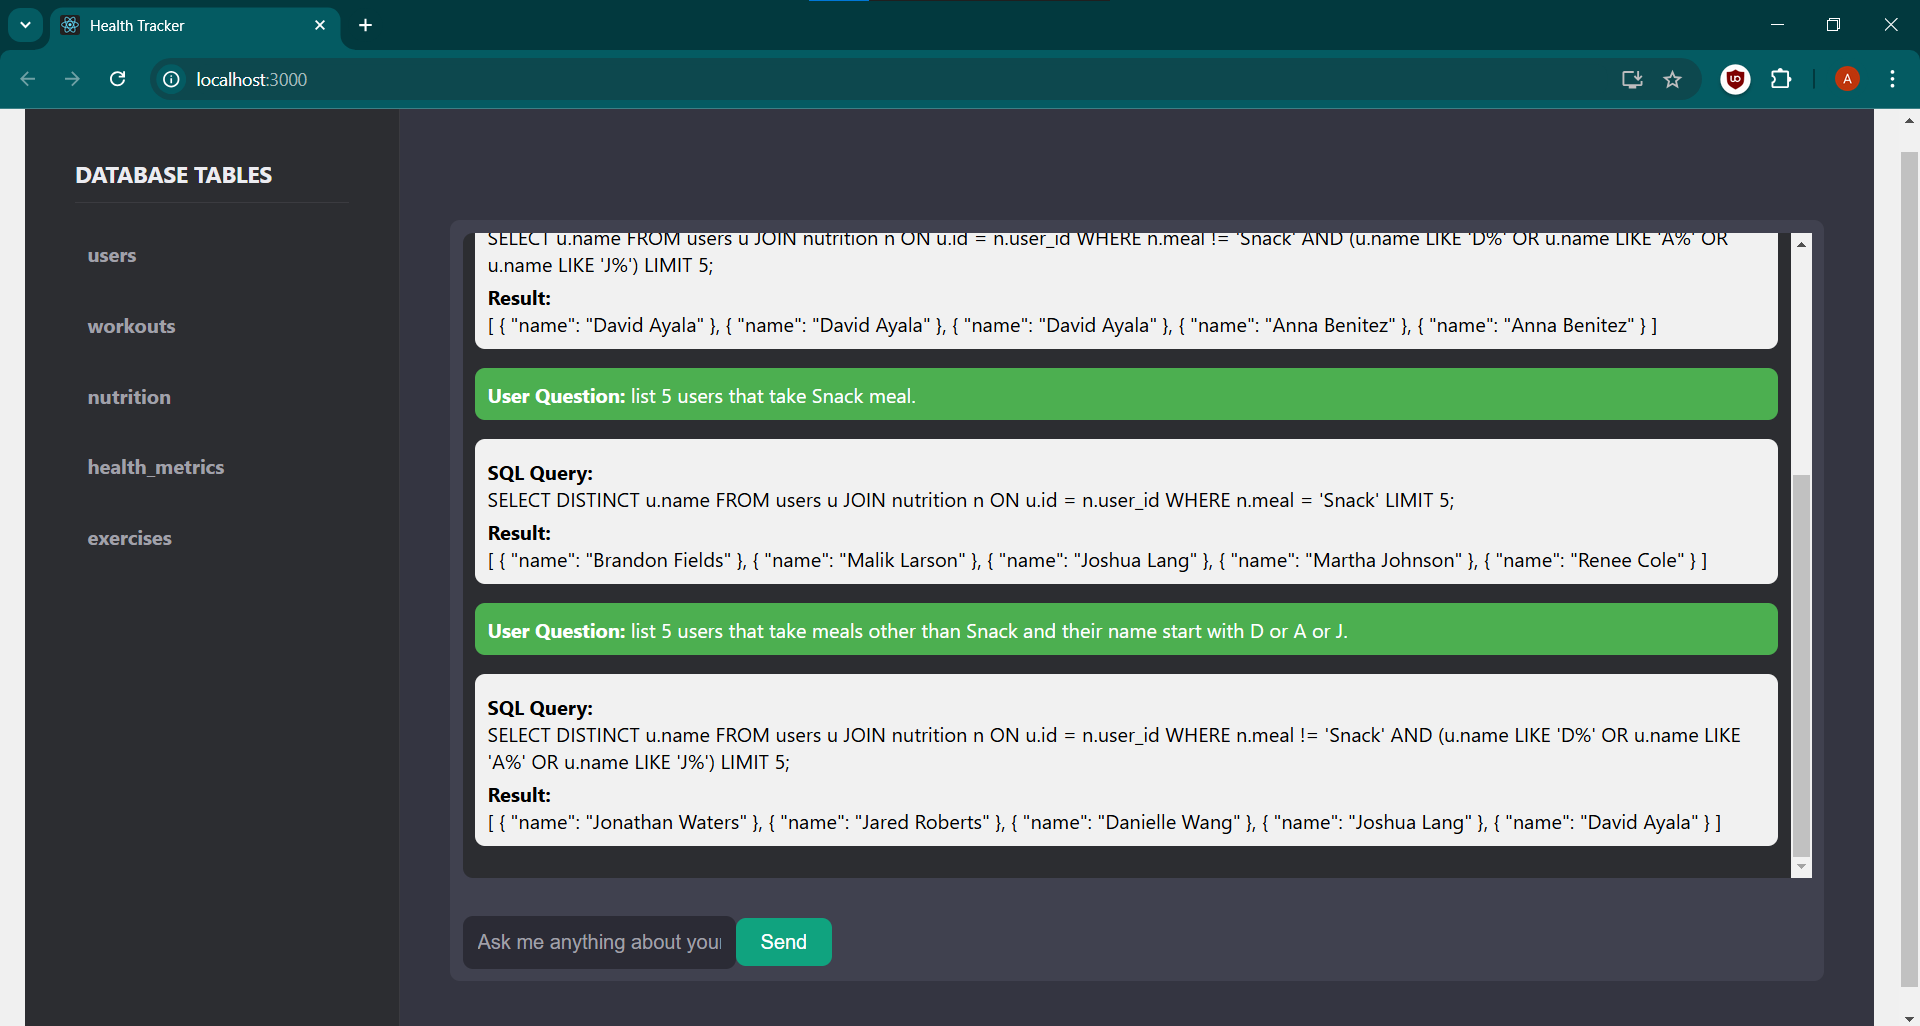 Health Tracker
localhost:3000
A
DATABASE TABLES
users
workouts
nutrition
health_metrics
exercises
SELECT u.name FROM users u JOIN nutrition n ON u.id = n.user_id WHERE n.meal != 'Snack' AND (u.name LIKE 'D%' OR u.name LIKE 'A%' OR
u.name LIKE 'J%') LIMIT 5;
Result:
[ { "name": "David Ayala" }, { "name": "David Ayala" }, { "name": "David Ayala" }, { "name": "Anna Benitez" }, { "name": "Anna Benitez" } ]
User Question: list 5 users that take Snack meal.
SQL Query:
SELECT DISTINCT u.name FROM users u JOIN nutrition n ON u.id = n.user_id WHERE n.meal = 'Snack' LIMIT 5;
Result:
[ { "name": "Brandon Fields" }, { "name": "Malik Larson" }, { "name": "Joshua Lang" }, { "name": "Martha Johnson" }, { "name": "Renee Cole" } ]
User Question: list 5 users that take meals other than Snack and their name start with D or A or J.
SQL Query:
SELECT DISTINCT u.name FROM users u JOIN nutrition n ON u.id = n.user_id WHERE n.meal != 'Snack' AND (u.name LIKE 'D%' OR u.name LIKE
'A%' OR u.name LIKE 'J%') LIMIT 5;
Result:
[ { "name": "Jonathan Waters" }, { "name": "Jared Roberts" }, { "name": "Danielle Wang" }, { "name": "Joshua Lang" }, { "name": "David Ayala" } ]
Ask me anything about your
Send